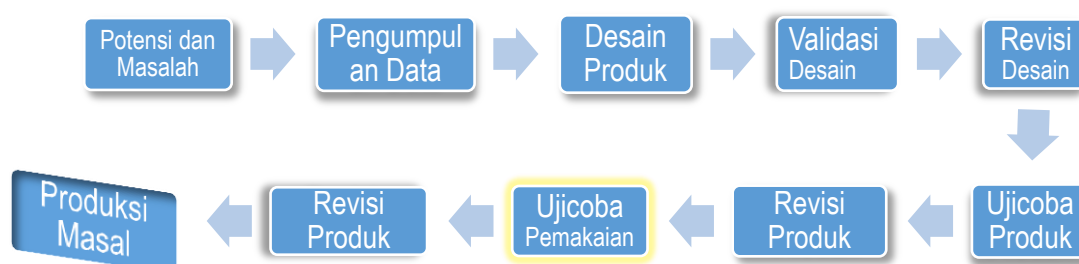 Potensi dan
Masalah
Pengumpul
an Data
Desain
Produk
Validasi
Desain
Revisi
Desain
Ujicoba
Produk
Revisi
Produk
Ujicoba
Pemakaian
Revisi
Produk
Produksi
Masal